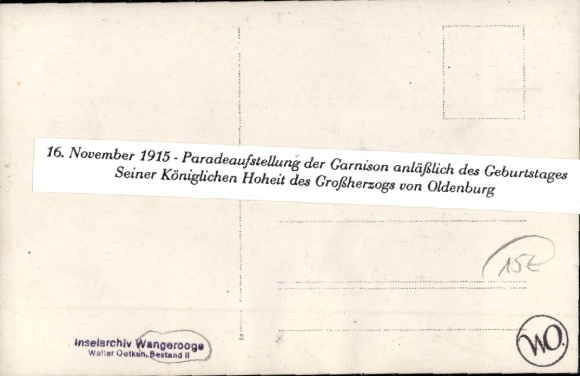 16. November 1915 - Paradeaufstellung der Garnison anläßlich des Geburtstages
Seiner Königlichen Hoheit des Großherzogs von Oldenburg
15€
Inselarchiv Wangerooge
Walter Oetken, Bestand II
WO.